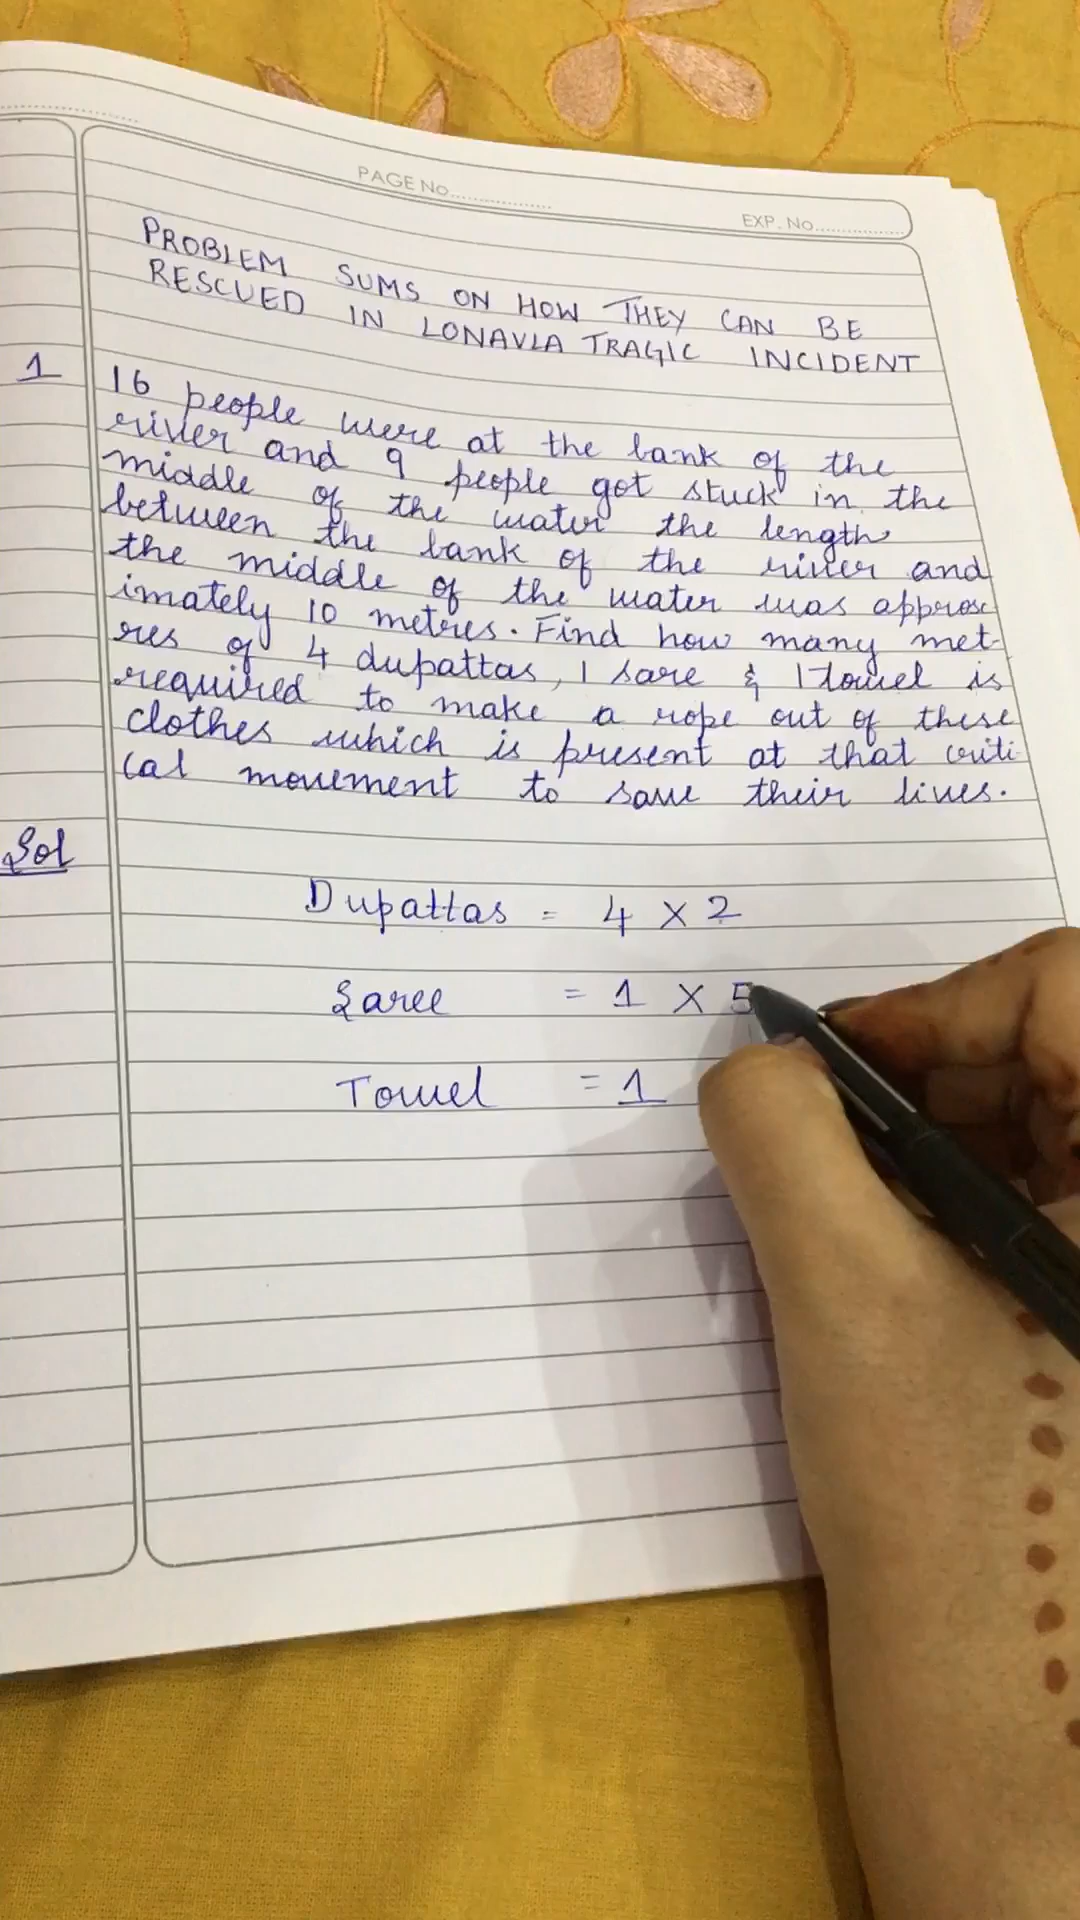 PAGE No.
EXP. No.
PROBLEM SUMS ON HOW THEY CAN BE
RESCUED IN LONAVLA TRAGIC INCIDENT
1 16 people were at the bank of the
river and 9 people got stuck in the
middle of the water the length
between the bank of the river and
the middle of the water was approx
imately 10 metres. Find how many met-
res of 4 dupattas, 1 sare & 1 towel is
required to make a rope out of these
clothes which is present at that criti
cal movement to save their lives.
Sol
Dupattas = 4 X 2
Saree = 1 X 5
Towel = 1